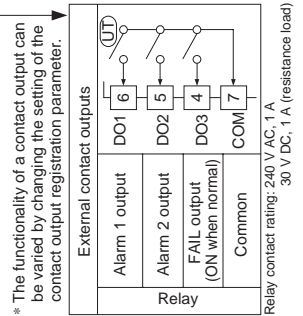 * The functionality of a contact output can
be varied by changing the setting of the
contact output registration parameter.
External contact outputs
Relay
Alarm 1 output
DO1
6
UT
Alarm 2 output
DO2
5
FAIL output
(ON when normal)
DO3
4
Common
COM
7
Relay contact rating: 240 V AC, 1 A
30 V DC, 1 A (resistance load)